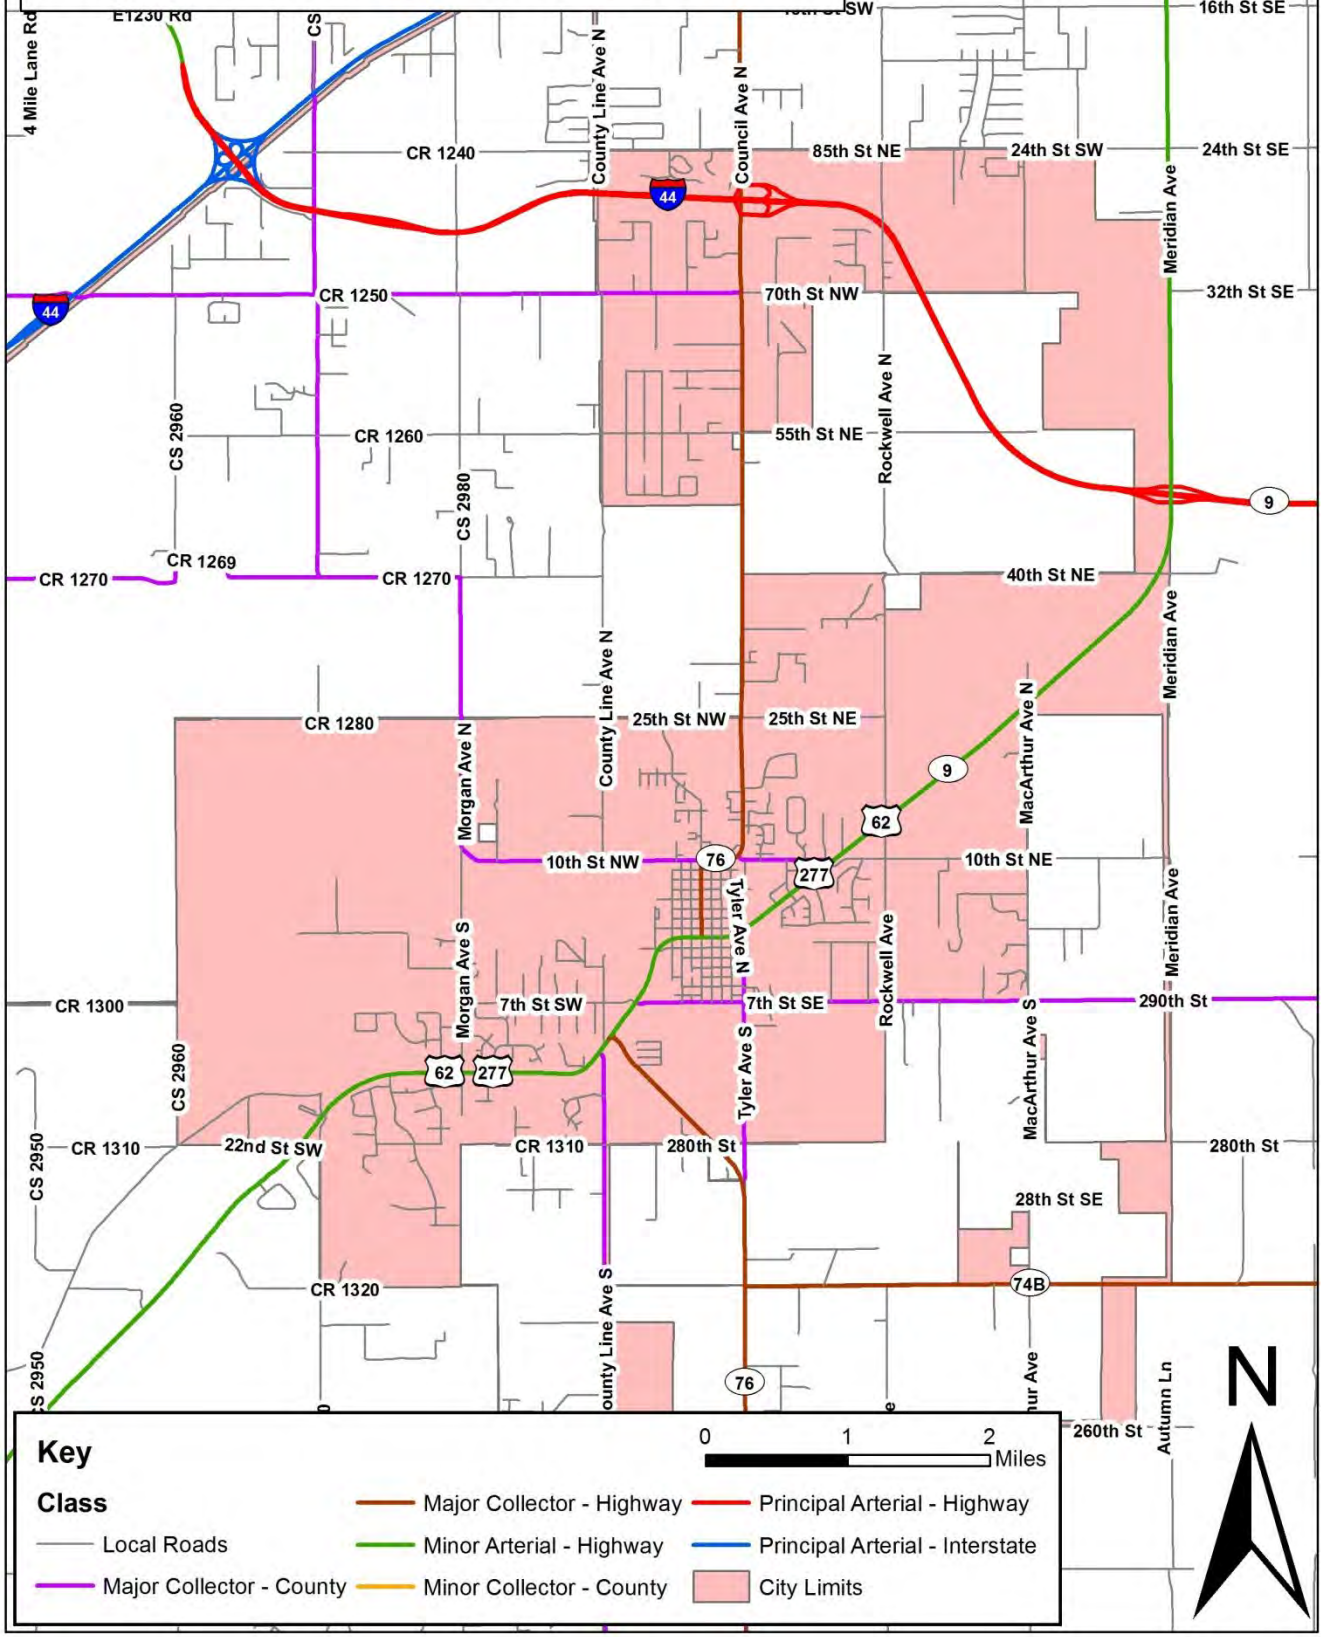 E1230 Rd
SW
16th St SE
4 Mile Lane Rd
CS
County Line Ave N
Council Ave N
CR 1240
85th St NE
24th St SW
24th St SE
44
Meridian Ave
44
CR 1250
70th St NW
32th St SE
CS 2960
CR 1260
55th St NE
Rockwell Ave N
CS 2980
9
CR 1270
CR 1269
CR 1270
40th St NE
County Line Ave N
Meridian Ave
CR 1280
25th St NW
25th St NE
Morgan Ave N
MacArthur Ave N
9
62
10th St NW
76
277
10th St NE
Tyler Ave N
Morgan Ave S
Rockwell Ave
Meridian Ave
CR 1300
7th St SW
7th St SE
290th St
CS 2960
62
277
Tyler Ave S
MacArthur Ave S
CS 2950
CR 1310
22nd St SW
CR 1310
280th St
280th St
28th St SE
CR 1320
74B
ounty Line Ave S
CS 2950
76
0
e
ur Ave
Autumn Ln
260th St
N
Key
0 1 2
Miles
Class
Major Collector - Highway
Principal Arterial - Highway
Local Roads
Minor Arterial - Highway
Principal Arterial - Interstate
Major Collector - County
Minor Collector - County
City Limits